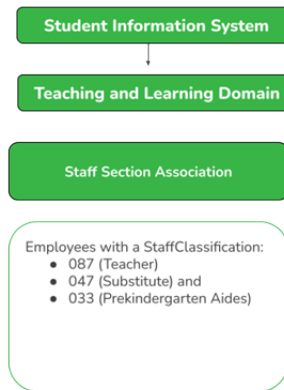 Student Information System
Teaching and Learning Domain
Staff Section Association
Employees with a StaffClassification:
● 087 (Teacher)
● 047 (Substitute) and
● 033 (Prekindergarten Aides)